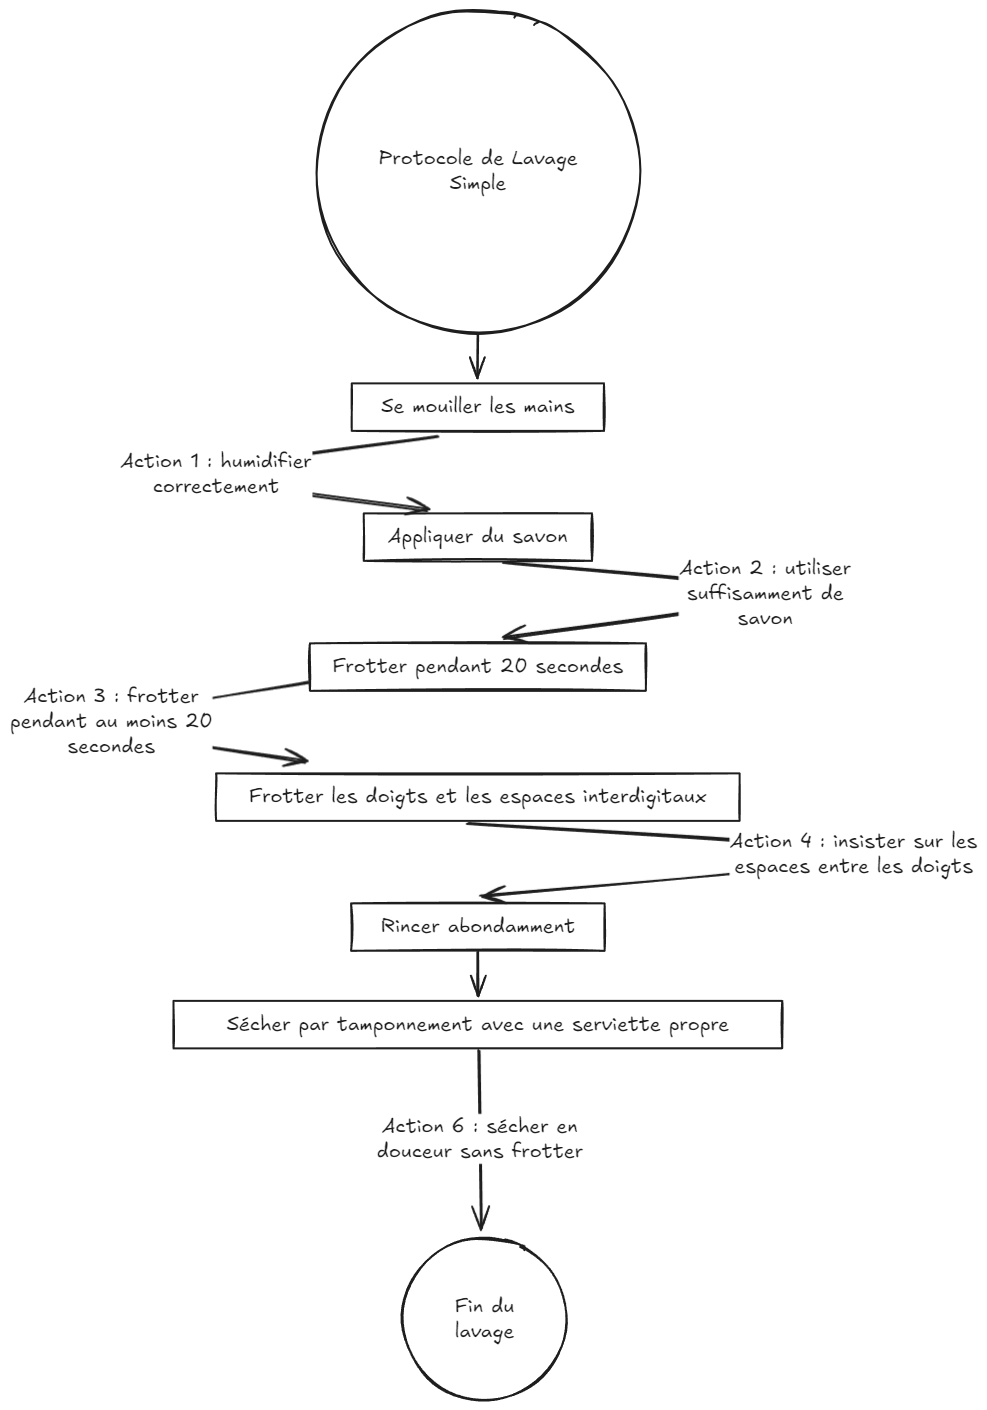 Protocole de Lavage
Simple
Se mouiller les mains
Action 1 : humidifier
correctement
Appliquer du savon
Action 2 : utiliser
suffisamment de
savon
Frotter pendant 20 secondes
Action 3 : frotter
pendant au moins 20
secondes
Frotter les doigts et les espaces interdigitaux
Action 4 : insister sur les
espaces entre les doigts
Rincer abondamment
Sécher par tamponnement avec une serviette propre
Action 6 : sécher en
douceur sans frotter
Fin du
lavage